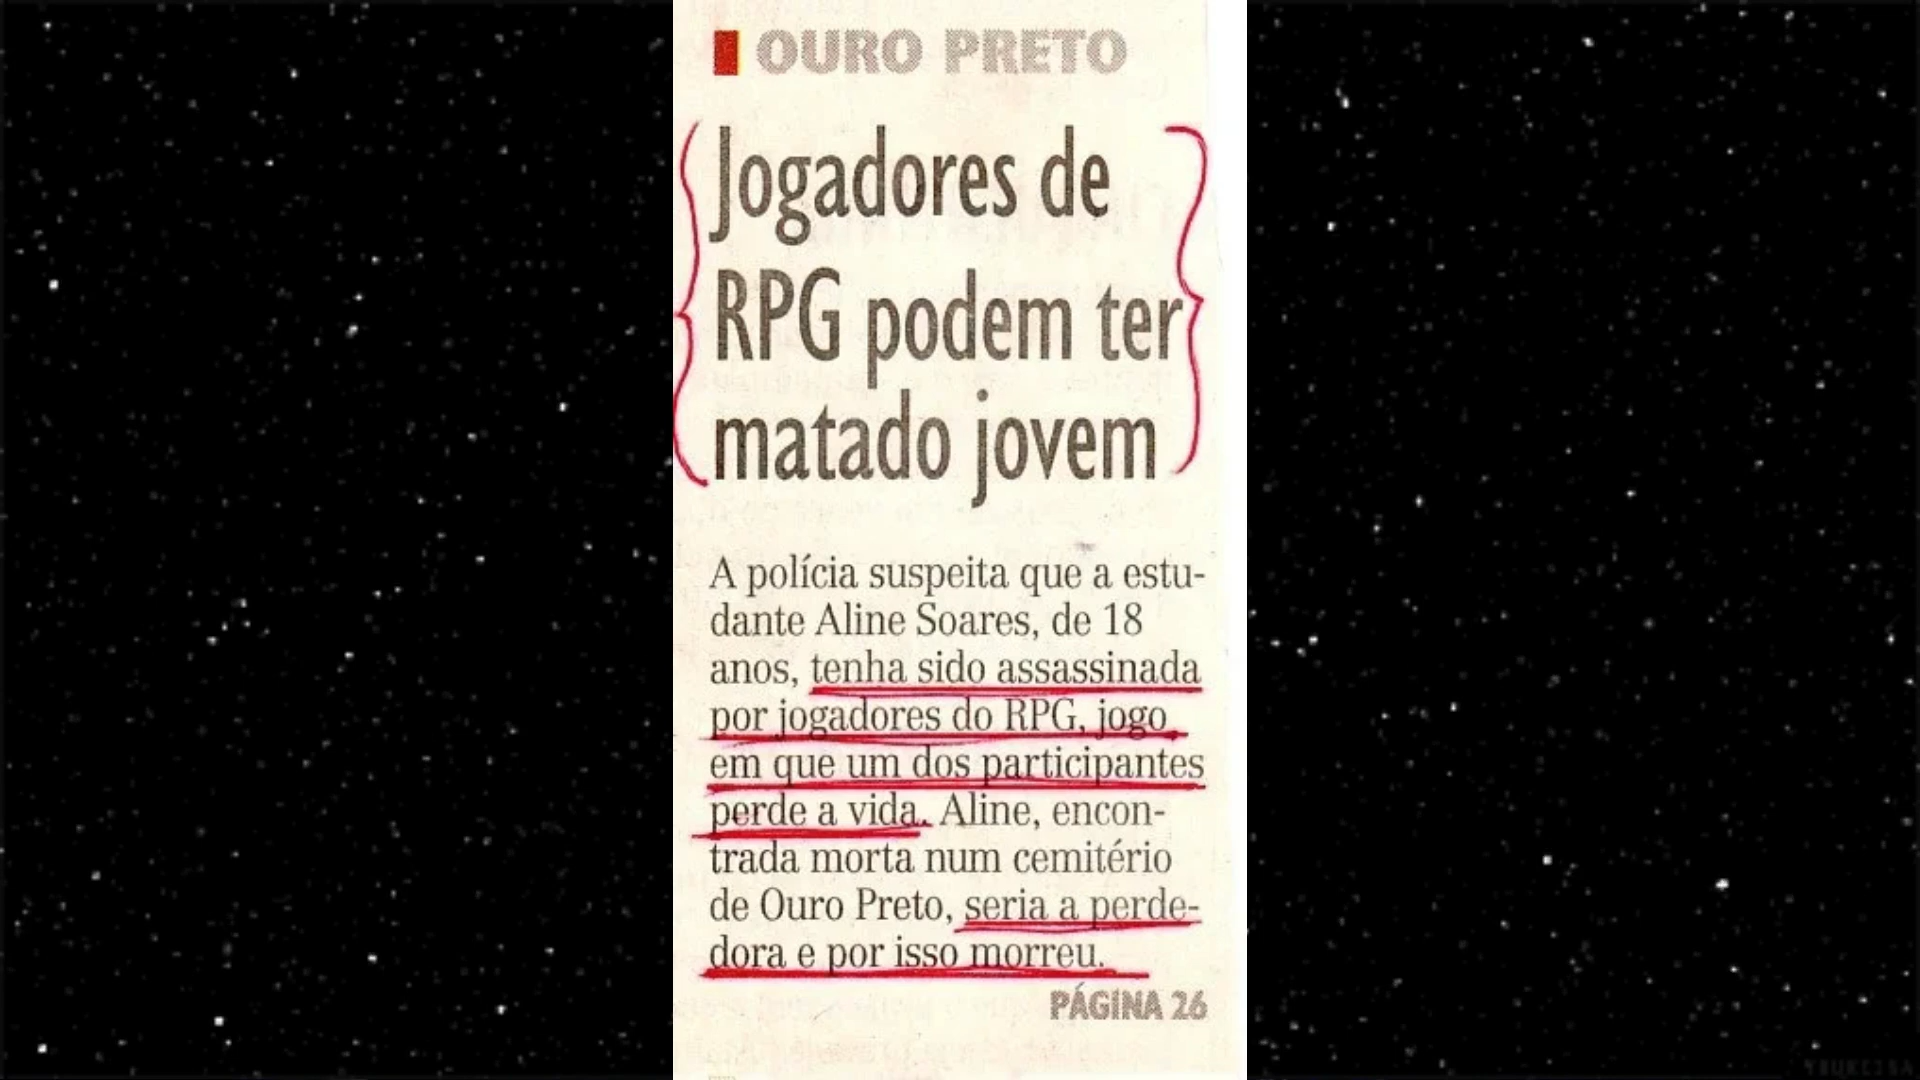 OURO PRETO
Jogadores de
RPG podem ter
matado jovem
A polícia suspeita que a estu-
dante Aline Soares, de 18
anos, tenha sido assassinada
por jogadores do RPG, jogo
em que um dos participantes
perde a vida. Aline, encon-
trada morta num cemitério
de Ouro Preto, seria a perde-
dora e por isso morreu.
PÁGINA 26